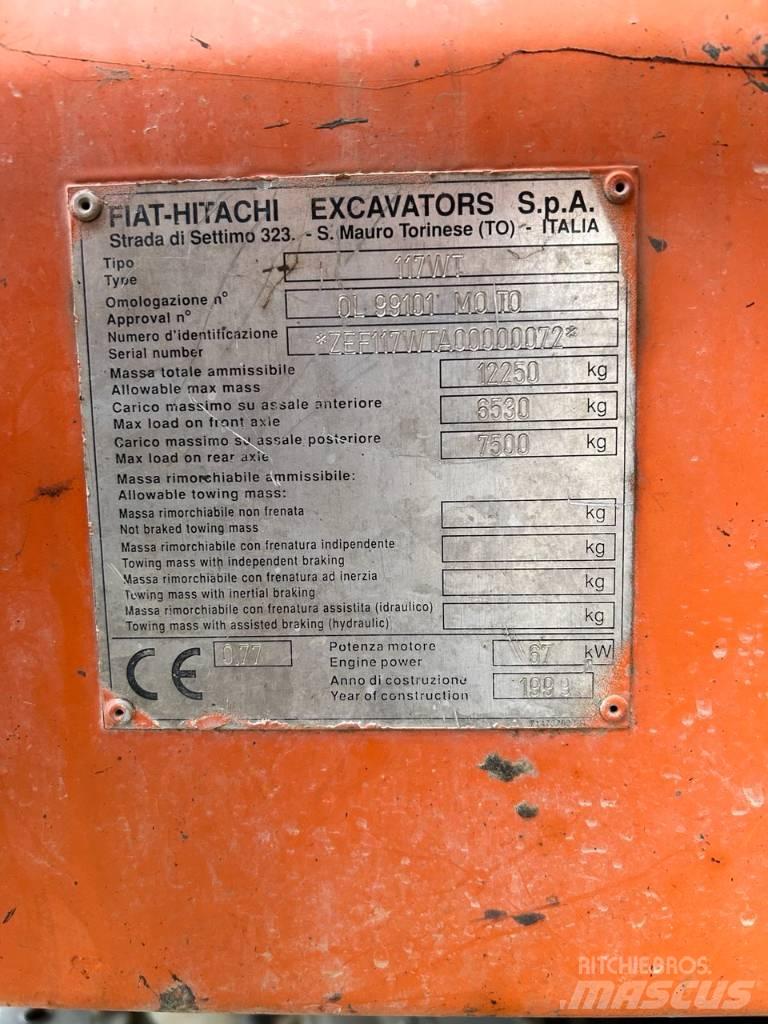 FIAT-HITACHI EXCAVATORS S.p.A.
Strada di Settimo 323. - S. Mauro Torinese (TO) - ITALIA
Tipo
Type
117WT
Omologazione n°
Approval n°
OL 99101 MO TO
Numero d'identificazione
Serial number
*ZEF117WTA00000072*
Massa totale ammissibile
Allowable max mass
12250 kg
Carico massimo su assale anteriore
Max load on front axle
6530 kg
Carico massimo su assale posteriore
Max load on rear axle
7500 kg
Massa rimorchiabile ammissibile:
Allowable towing mass:
Massa rimorchiabile non frenata
Not braked towing mass
kg
Massa rimorchiabile con frenatura indipendente
Towing mass with independent braking
kg
Massa rimorchiabile con frenatura ad inerzia
Towing mass with inertial braking
kg
Massa rimorchiabile con frenatura assistita (idraulico)
Towing mass with assisted braking (hydraulic)
kg
CE
0.77
Potenza motore
Engine power
67 kW
Anno di costruzione
Year of construction
1999
RITCHIE BROS.
MASCUS